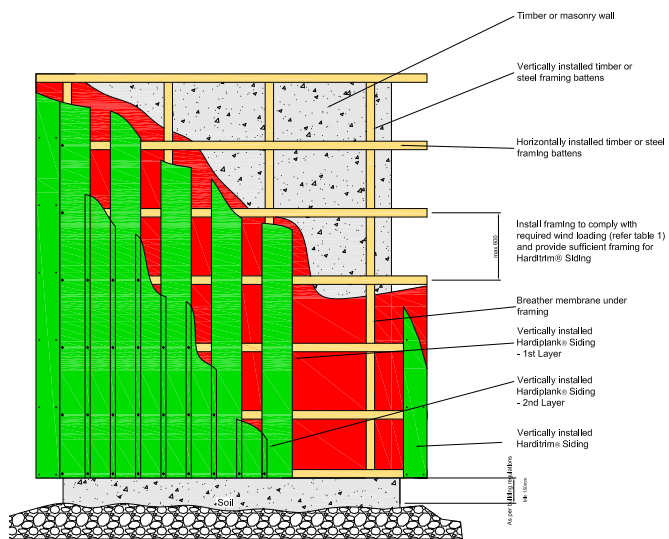 Timber or masonry wall
Vertically installed timber or
steel framing battens
Horizontally installed timber or steel
framing battens
max 600
Install framing to comply with
required wind loading (refer table 1)
and provide sufficient framing for
Harditrim® Siding
Breather membrane under
framing
Vertically installed
Hardiplank® Siding
- 1st Layer
Vertically installed
Hardiplank® Siding
- 2nd Layer
Vertically installed
Harditrim® Siding
As per building regulations
Min 150mm
Soil